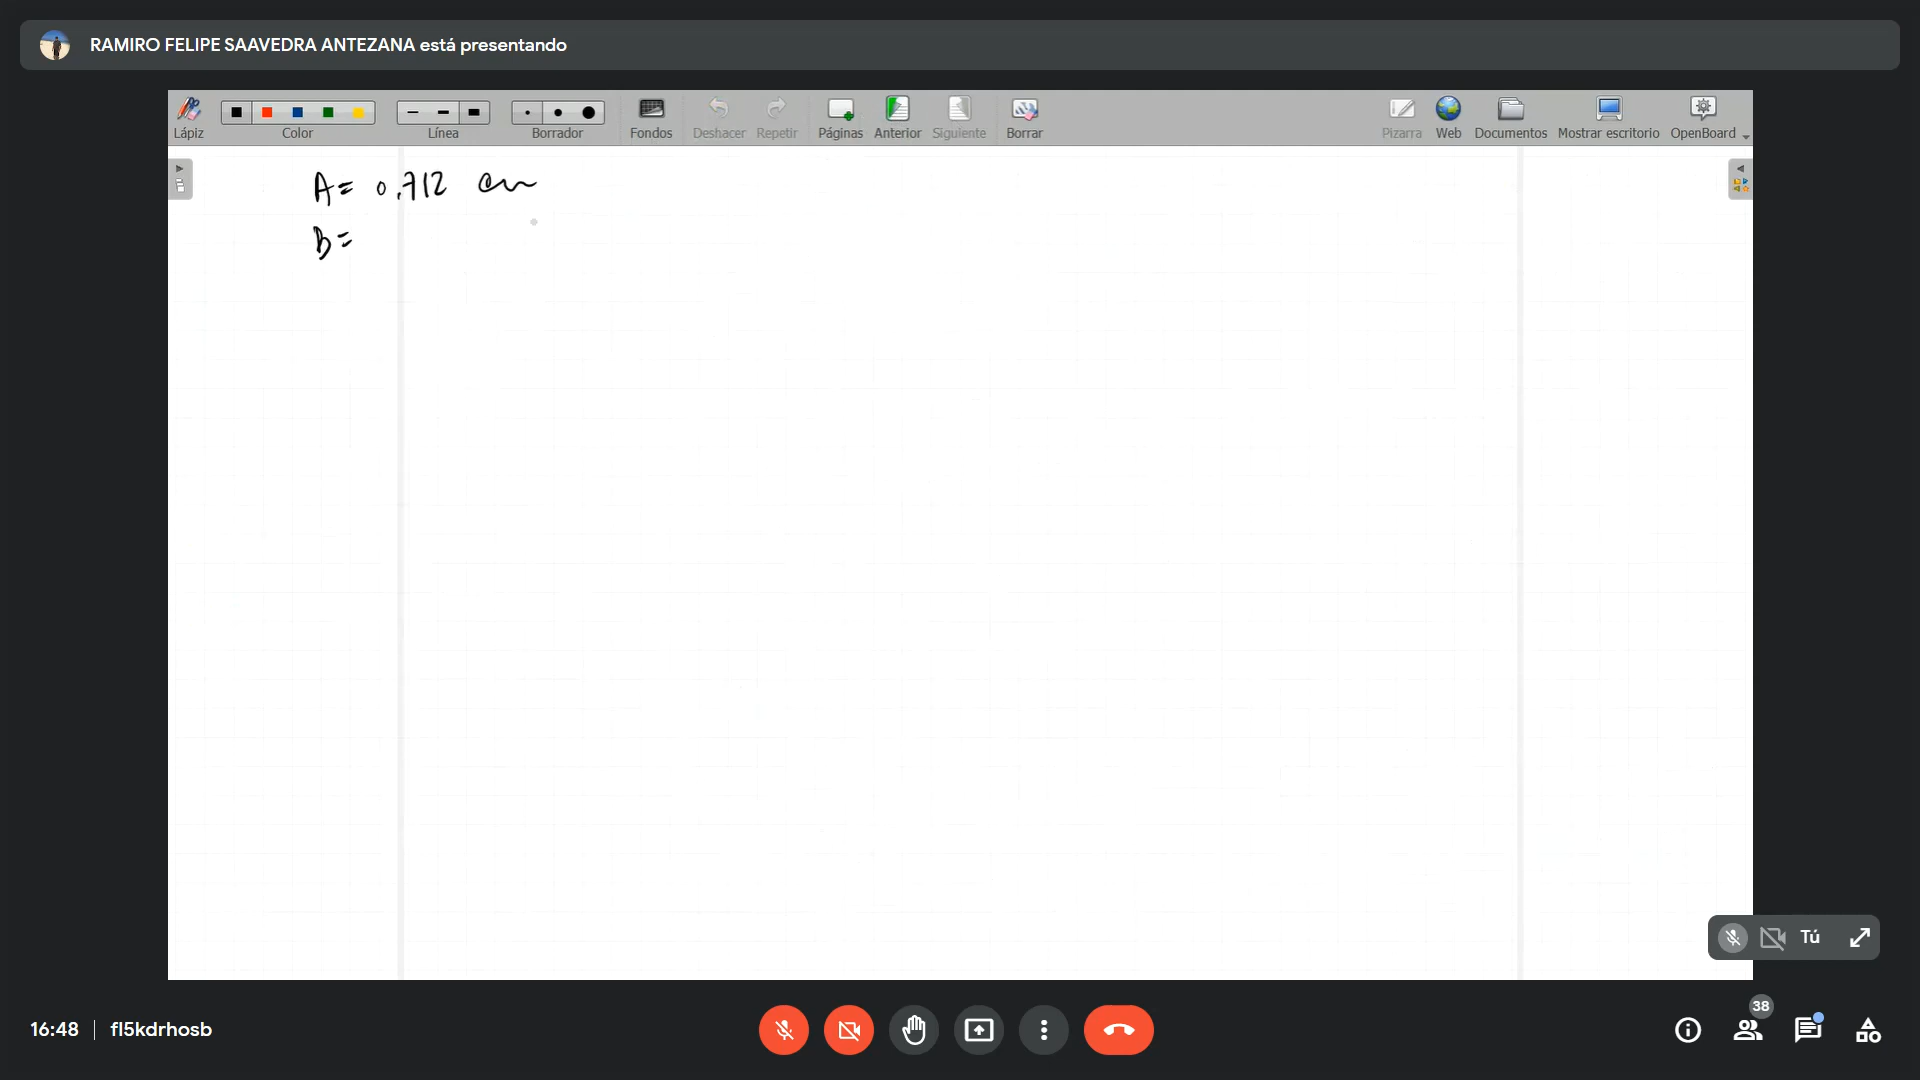 RAMIRO FELIPE SAAVEDRA ANTEZANA está presentando
Lápiz Color Línea Borrador Fondos Deshacer Repetir Páginas Anterior Siguiente Borrar Pizarra Web Documentos Mostrar escritorio OpenBoard
A= 0.712 cm
B=
Tú
38
16:48 | fl5kdrhosb